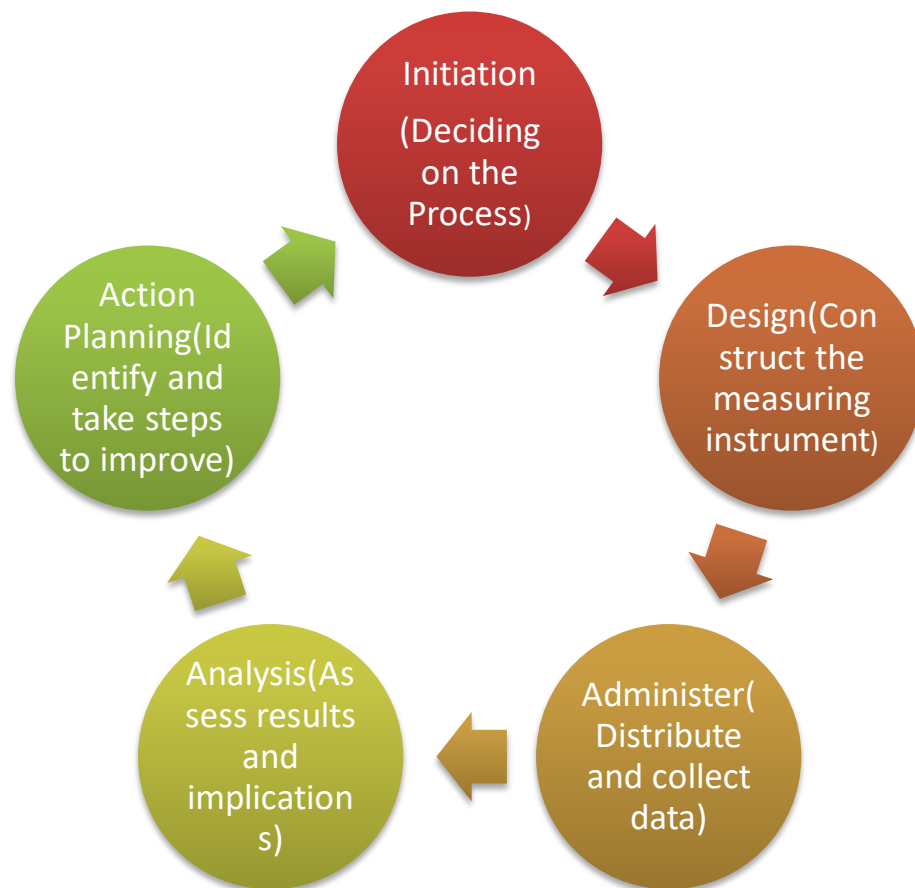 Initiation
(Deciding
on the
Process)
Design(Con
struct the
measuring
instrument)
Administer(
Distribute
and collect
data)
Analysis(As
sess results
and
implication
s)
Action
Planning(Id
entify and
take steps
to improve)